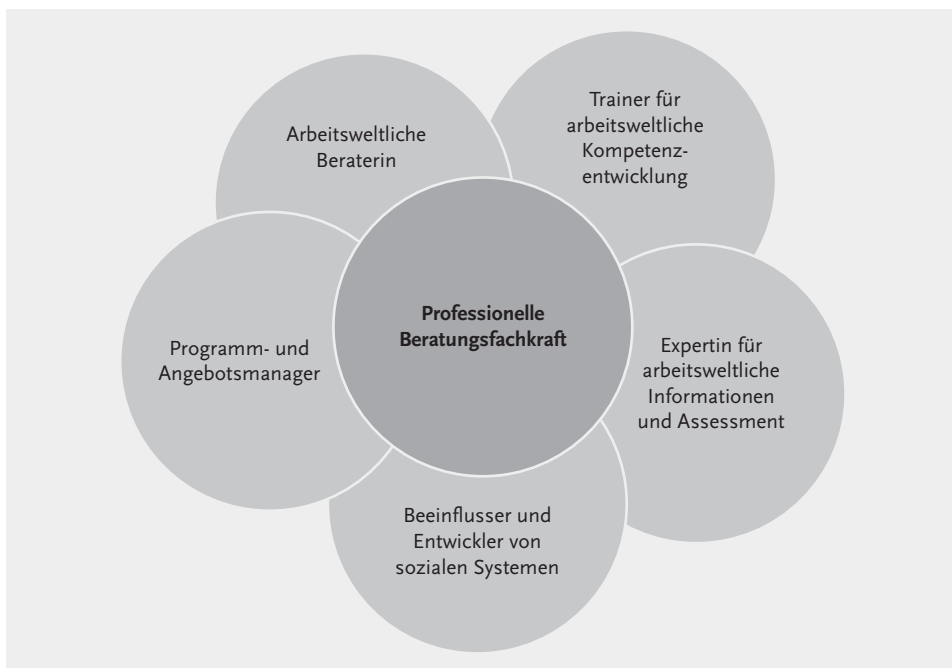 Arbeitsweltliche
Beraterin
Trainer für
arbeitsweltliche
Kompetenz-
entwicklung
Professionelle
Beratungsfachkraft
Programm- und
Angebotsmanager
Expertin für
arbeitsweltliche
Informationen
und Assessment
Beeinflusser und
Entwickler von
sozialen Systemen